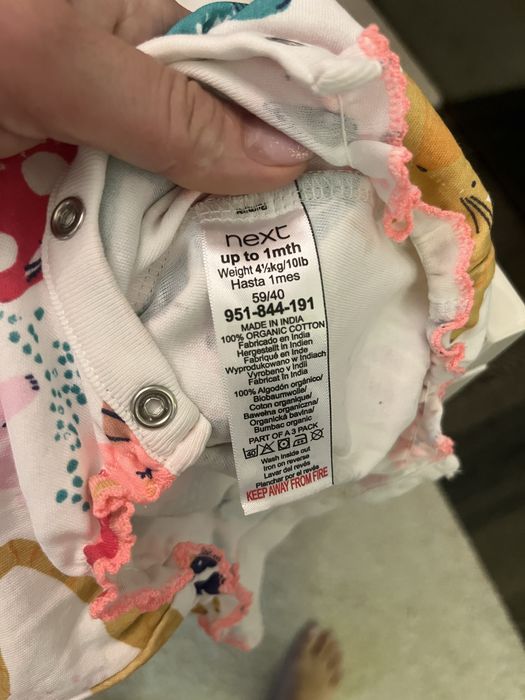 next
up to 1mth
Weight 4½kg/10lb
Hasta 1mes
59/40
951-844-191
MADE IN INDIA
100% ORGANIC COTTON
Fabricado en India
Hergestellt in Indien
Fabriqué en Inde
Wyprodukowano w Indiach
Vyrobeno v Indii
Fabricat în India
100% Algodón orgánico/
Biobaumwolle/
Coton organique/
Bawełna organiczna/
Organická bavlna/
Bumbac organic
PART OF A 3 PACK
40
Wash inside out
Iron on reverse
Lavar del revés
Planchar por el revés
KEEP AWAY FROM FIRE